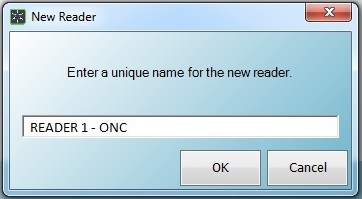 New Reader
Enter a unique name for the new reader.
READER 1 - ONC
OK
Cancel